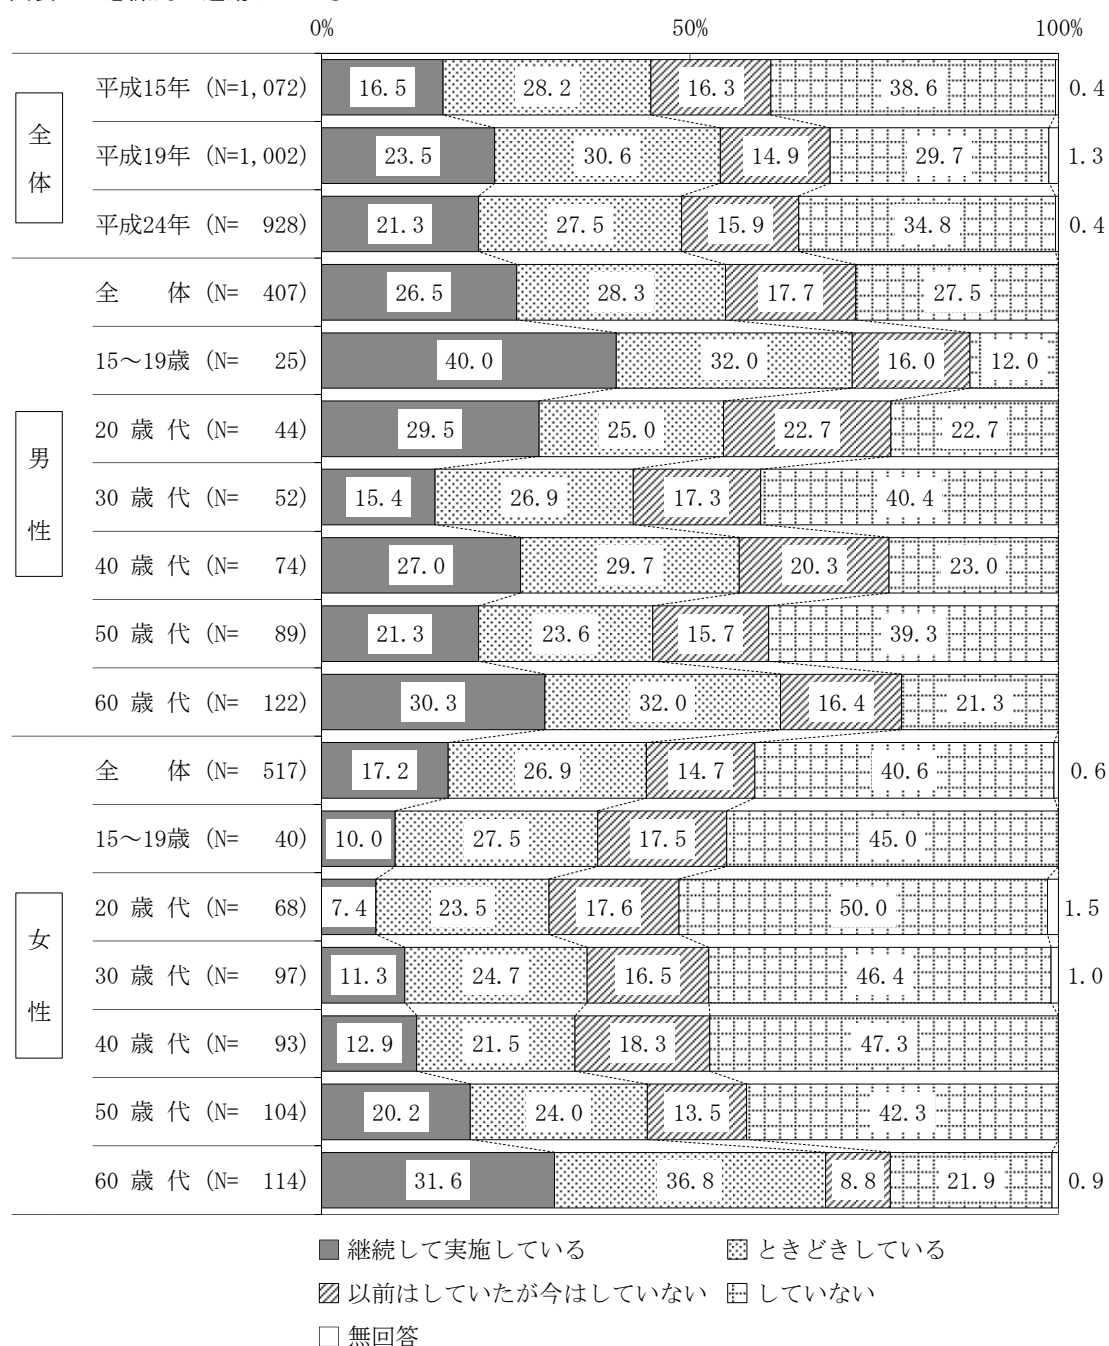 0% 50% 100%
全体
平成15年 (N=1,072) 16.5 28.2 16.3 38.6 0.4
平成19年 (N=1,002) 23.5 30.6 14.9 29.7 1.3
平成24年 (N= 928) 21.3 27.5 15.9 34.8 0.4
男性
全 体 (N= 407) 26.5 28.3 17.7 27.5
15～19歳 (N= 25) 40.0 32.0 16.0 12.0
20 歳 代 (N= 44) 29.5 25.0 22.7 22.7
30 歳 代 (N= 52) 15.4 26.9 17.3 40.4
40 歳 代 (N= 74) 27.0 29.7 20.3 23.0
50 歳 代 (N= 89) 21.3 23.6 15.7 39.3
60 歳 代 (N= 122) 30.3 32.0 16.4 21.3
女性
全 体 (N= 517) 17.2 26.9 14.7 40.6 0.6
15～19歳 (N= 40) 10.0 27.5 17.5 45.0
20 歳 代 (N= 68) 7.4 23.5 17.6 50.0 1.5
30 歳 代 (N= 97) 11.3 24.7 16.5 46.4 1.0
40 歳 代 (N= 93) 12.9 21.5 18.3 47.3
50 歳 代 (N= 104) 20.2 24.0 13.5 42.3
60 歳 代 (N= 114) 31.6 36.8 8.8 21.9 0.9
継続して実施している ときどきしている
以前はしていたが今はしていない していない
無回答